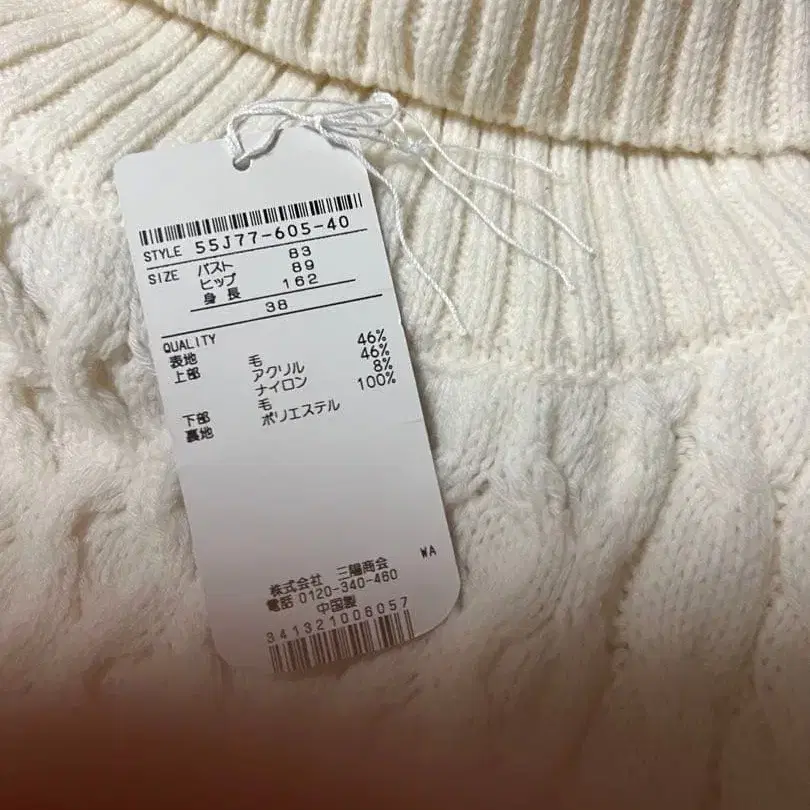 STYLE 55J77-605-40
SIZE バスト 83
ヒップ 89
身長 162
38
QUALITY
表地 46%
上部 毛 46%
アクリル 8%
ナイロン 100%
下部 毛
裏地 ポリエステル
WA
株式会社 三陽商会
電話 0120-340-460
中国製
341321006057